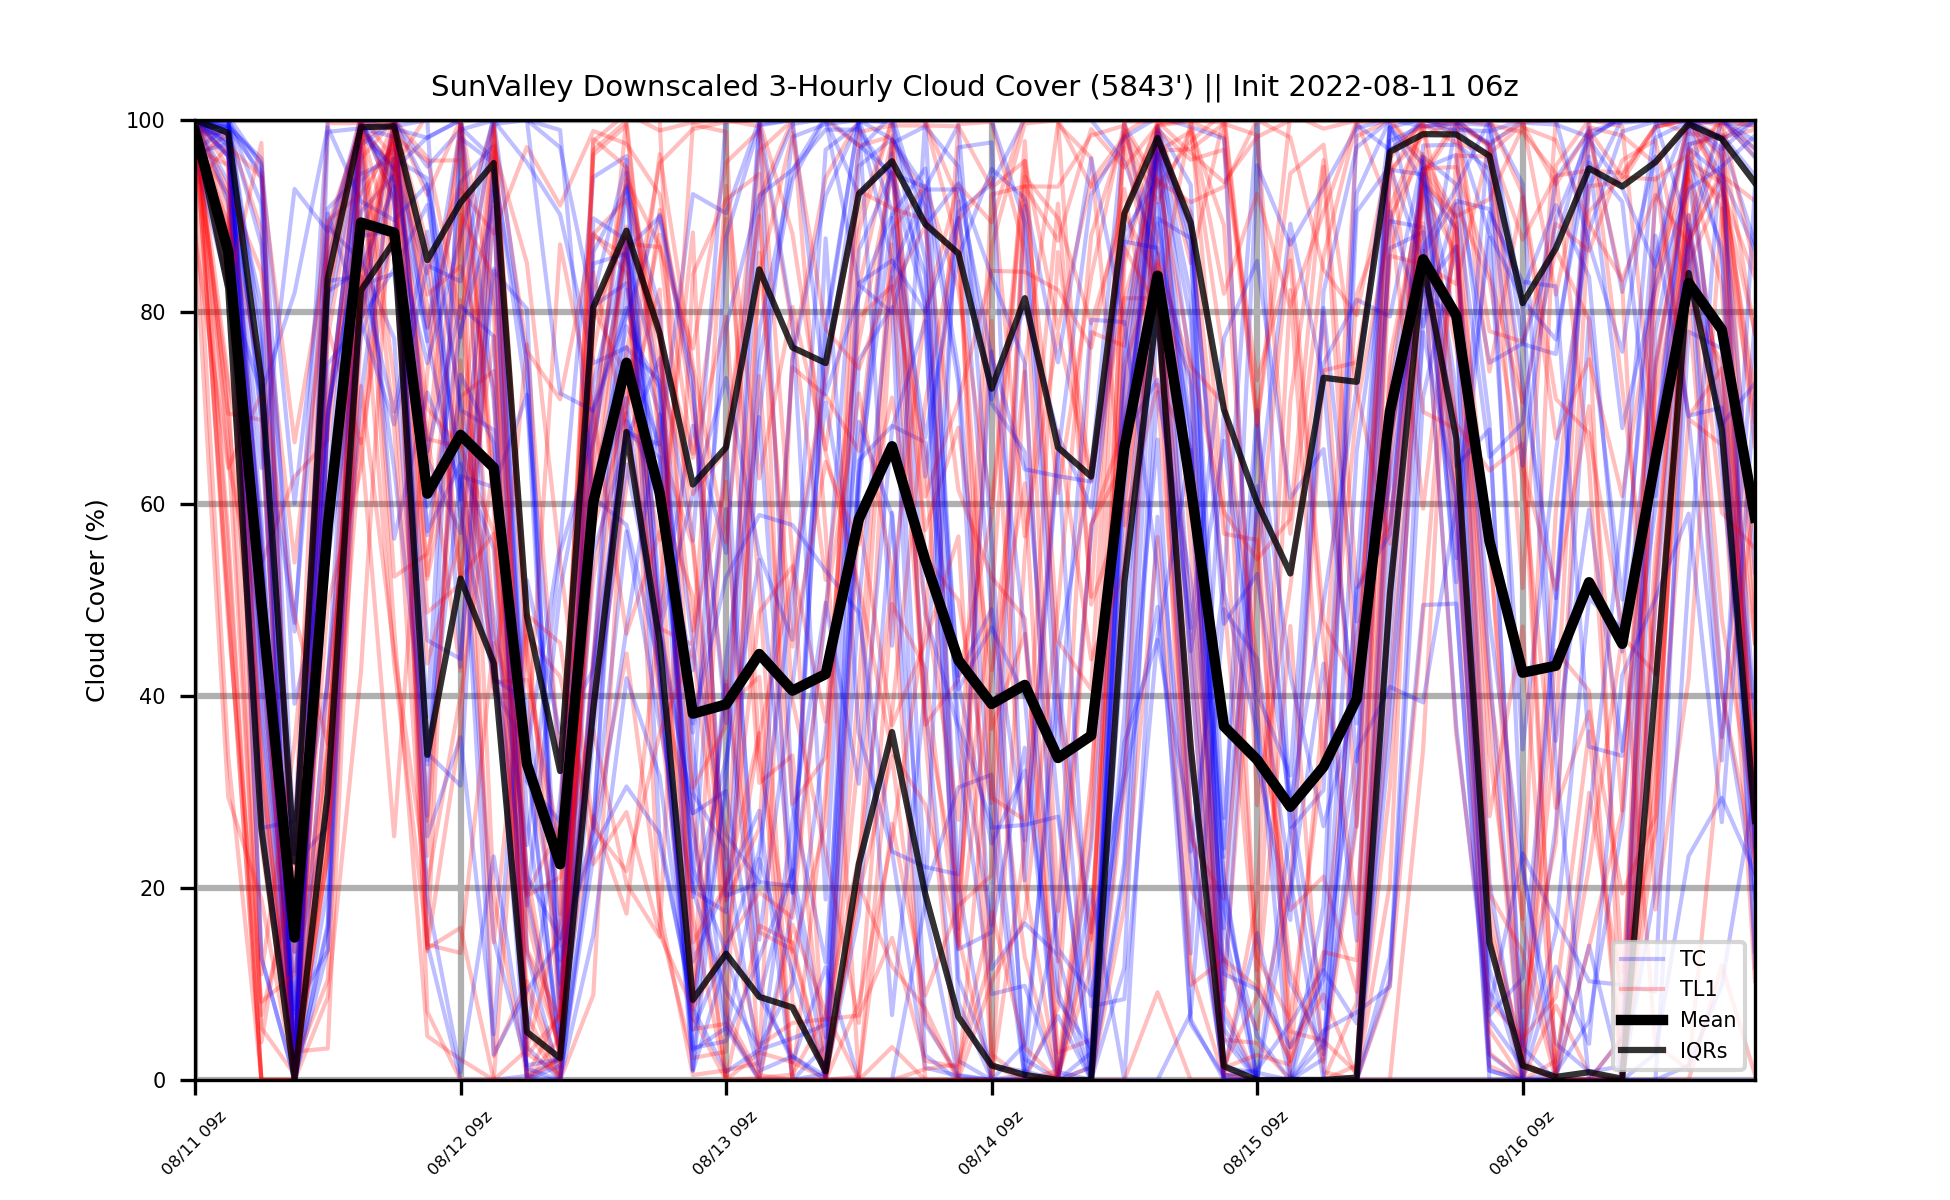 SunValley Downscaled 3-Hourly Cloud Cover (5843') || Init 2022-08-11 06z
Cloud Cover (%)
100
80
60
40
20
0
TC
TL1
Mean
IQRs
08/11 09z
08/12 09z
08/13 09z
08/14 09z
08/15 09z
08/16 09z